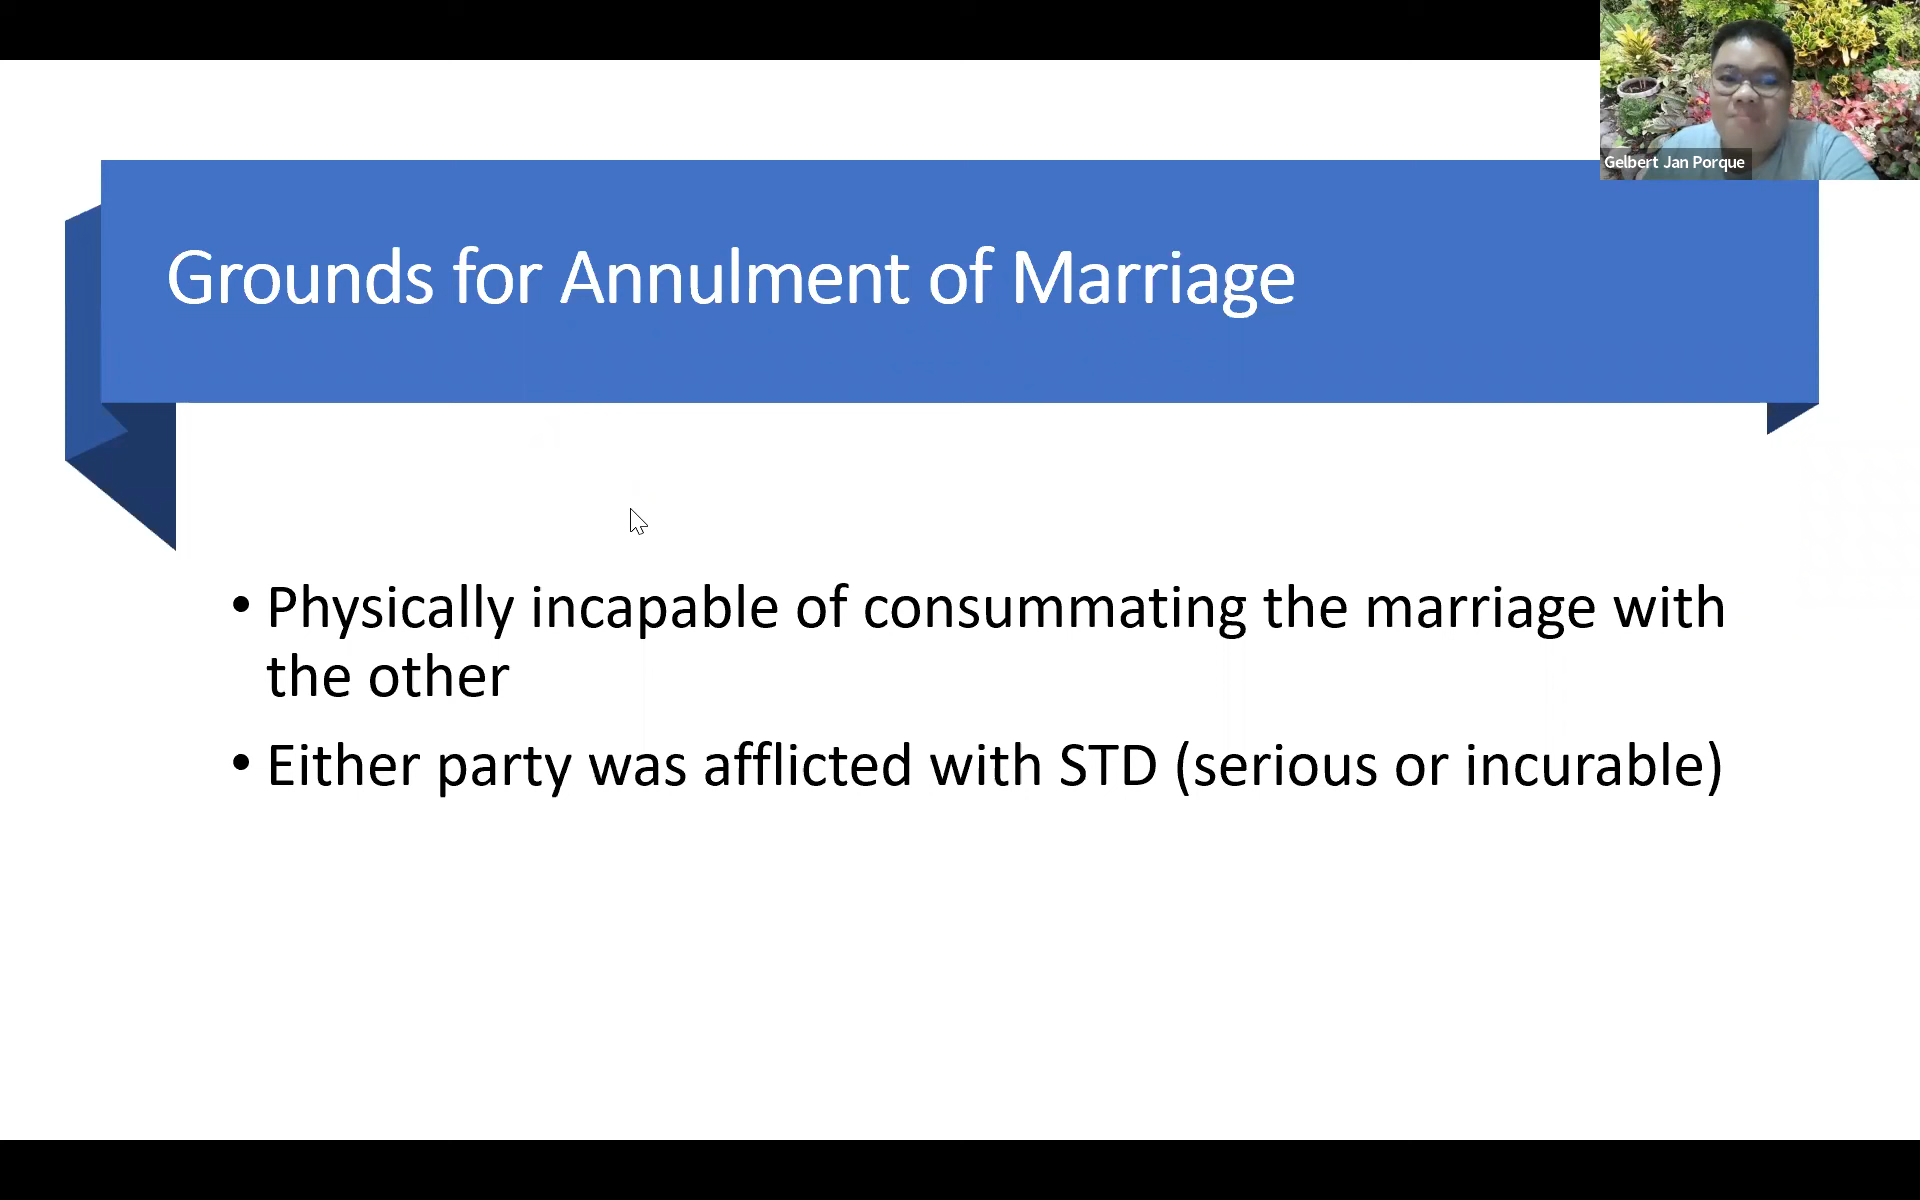 Gelbert Jan Porque
Grounds for Annulment of Marriage
• Physically incapable of consummating the marriage with
the other
• Either party was afflicted with STD (serious or incurable)